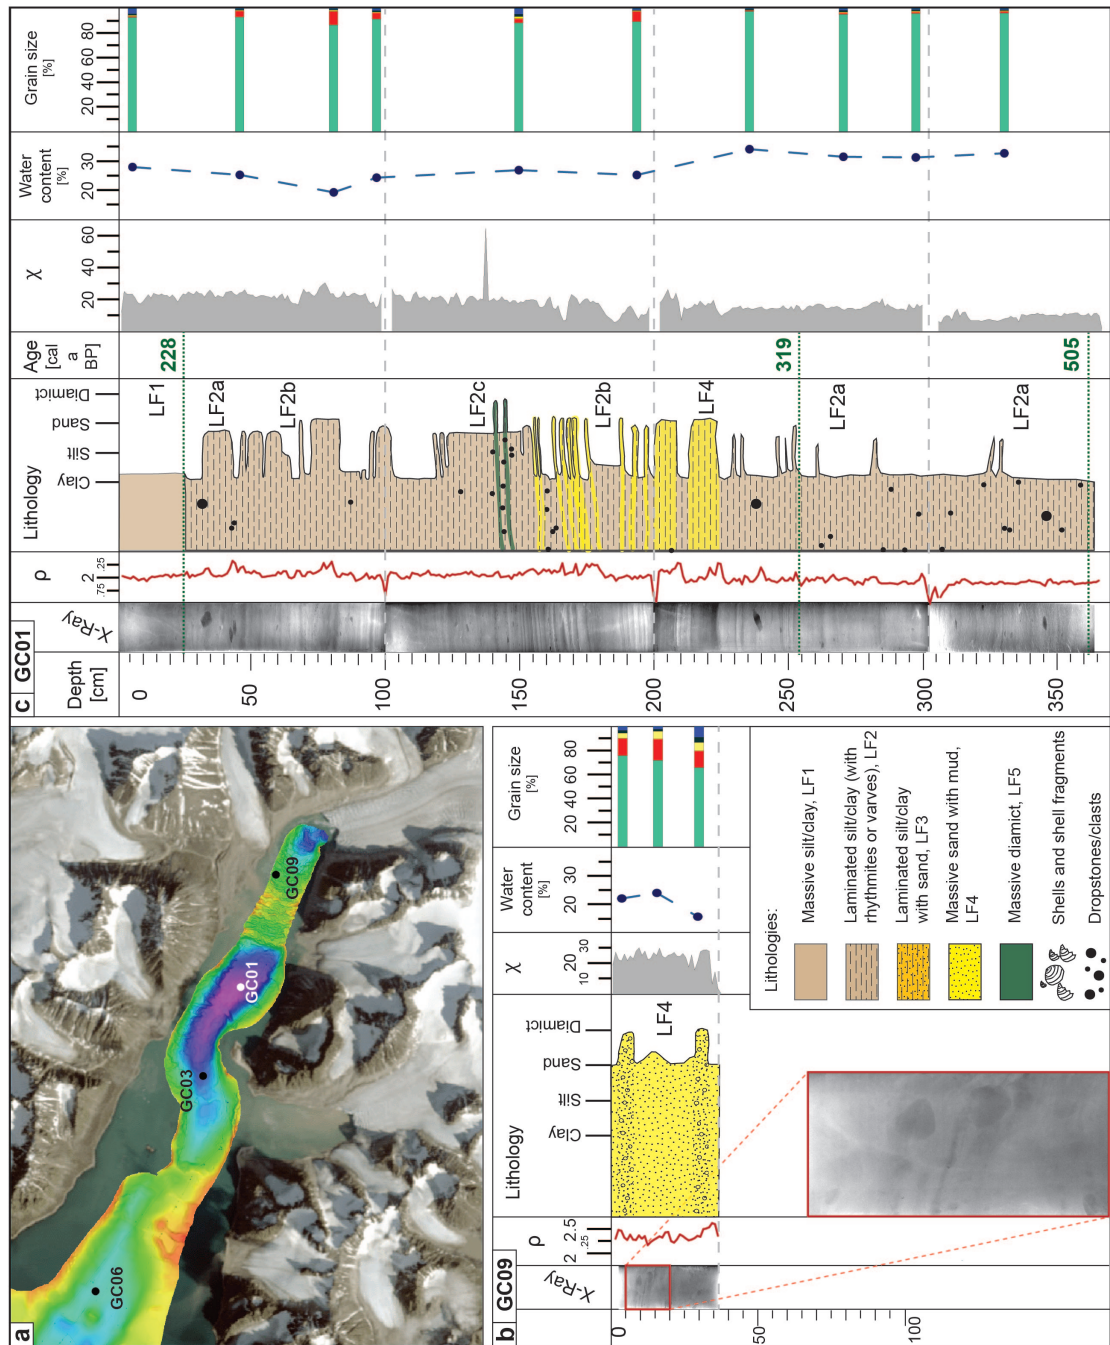 a
GC06
GC03
GC01
GC09
b GC09
X-Ray
ρ
2
.25
2.5
Lithology
Clay
Silt
Sand
Diamict
LF4
χ
10
20
30
Water
content
[%]
20
30
Grain size
[%]
20 40 60 80
0
50
100
Lithologies:
Massive silt/clay, LF1
Laminated silt/clay (with
rhythmites or varves), LF2
Laminated silt/clay
with sand, LF3
Massive sand with mud,
LF4
Massive diamict, LF5
Shells and shell fragments
Dropstones/clasts
c GC01
Depth
[cm]
X-Ray
ρ
.75
2
.25
Lithology
Clay
Silt
Sand
Diamict
Age
[cal
a
BP]
χ
20
40
60
Water
content
[%]
20
30
Grain size
[%]
20 40 60 80
0
50
100
150
200
250
300
350
LF1
LF2a
LF2b
LF2c
LF2b
LF4
LF2a
LF2a
228
319
505